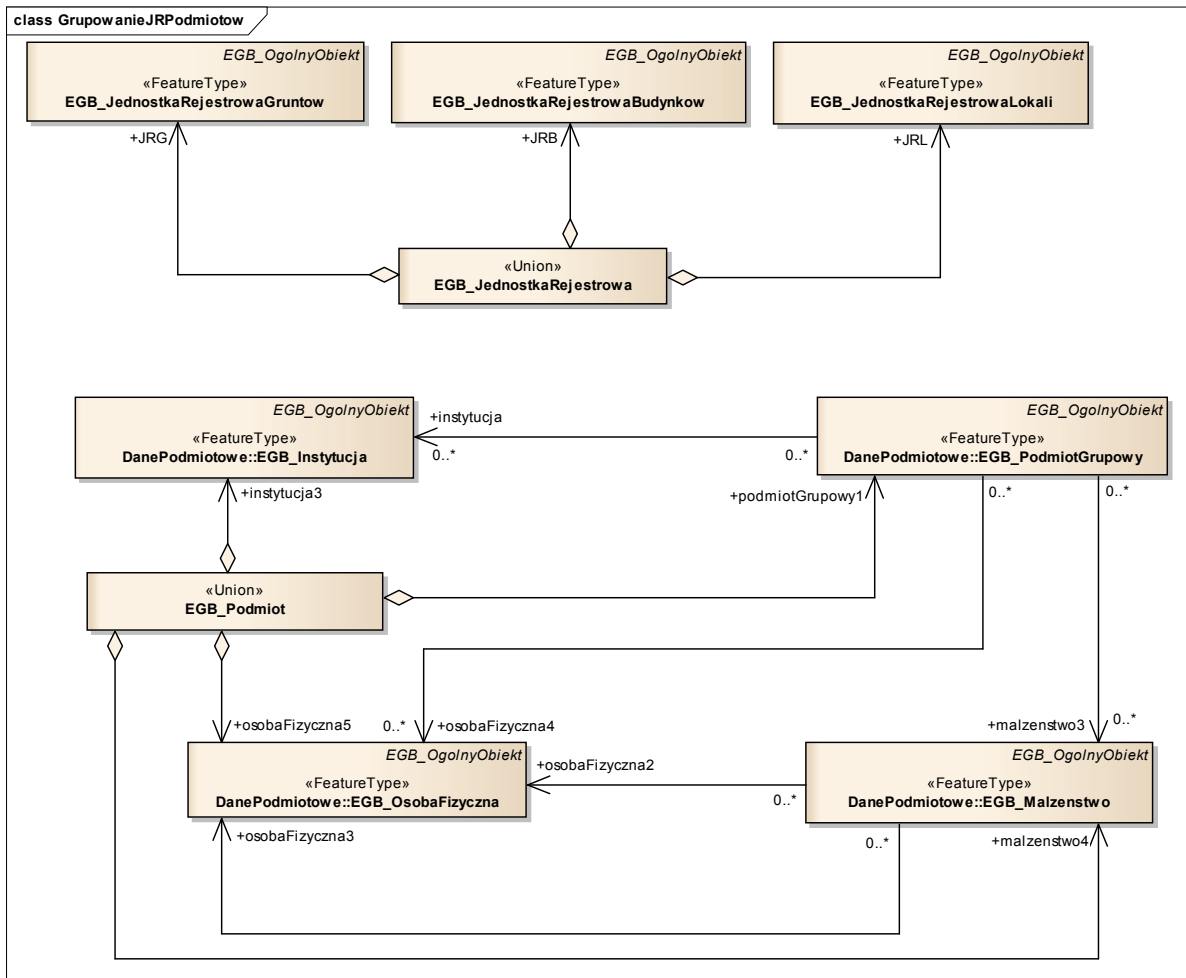 class GrupowanieJRPodmiotow
EGB_OgolnyObiekt
«FeatureType»
EGB_JednostkaRejestrowaGruntow
EGB_OgolnyObiekt
«FeatureType»
EGB_JednostkaRejestrowaBudynkow
EGB_OgolnyObiekt
«FeatureType»
EGB_JednostkaRejestrowaLokali
+JRG
+JRB
+JRL
«Union»
EGB_JednostkaRejestrowa
EGB_OgolnyObiekt
«FeatureType»
DanePodmiotowe::EGB_Instytucja
+instytucja
0..*
0..*
EGB_OgolnyObiekt
«FeatureType»
DanePodmiotowe::EGB_PodmiotGrupowy
+instytucja3
+podmiotGrupowy1
0..*
0..*
«Union»
EGB_Podmiot
+osobaFizyczna5
0..*
+osobaFizyczna4
+malzenstwo3
0..*
EGB_OgolnyObiekt
«FeatureType»
DanePodmiotowe::EGB_OsobaFizyczna
+osobaFizyczna2
0..*
EGB_OgolnyObiekt
«FeatureType»
DanePodmiotowe::EGB_Malzenstwo
+osobaFizyczna3
0..*
+malzenstwo4